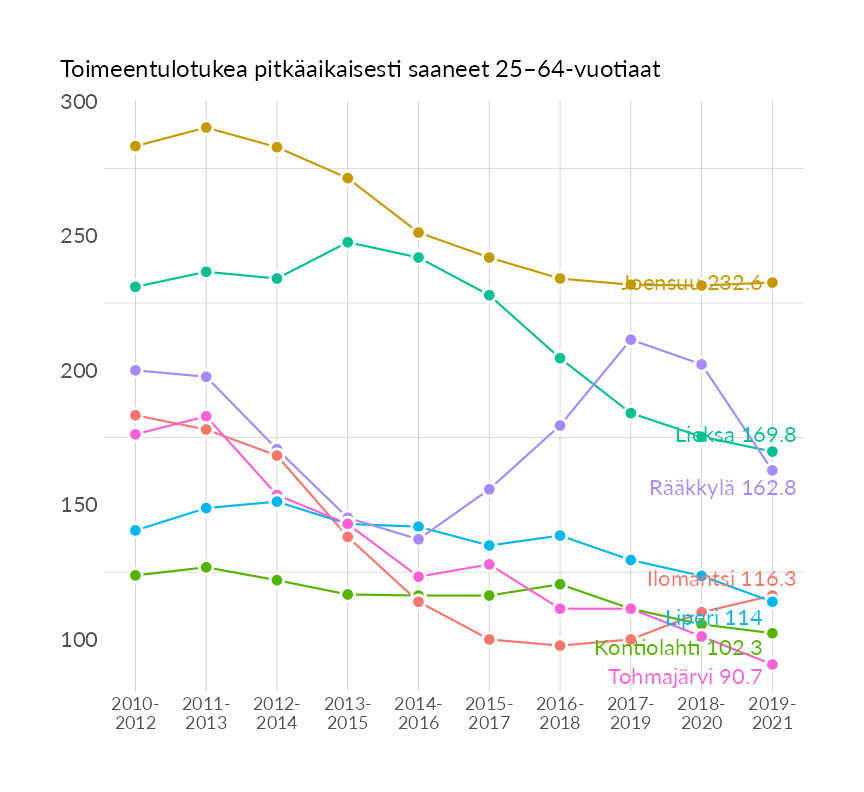 Toimeentulotukea pitkäaikaisesti saaneet 25–64-vuotiaat
300
250
200
150
100
Joensuu 232.6
Lieksa 169.8
Rääkkylä 162.8
Ilomantsi 116.3
Liperi 114
Kontiolahti 102.3
Tohmajärvi 90.7
2010- 2011- 2012- 2013- 2014- 2015- 2016- 2017- 2018- 2019-
2012 2013 2014 2015 2016 2017 2018 2019 2020 2021